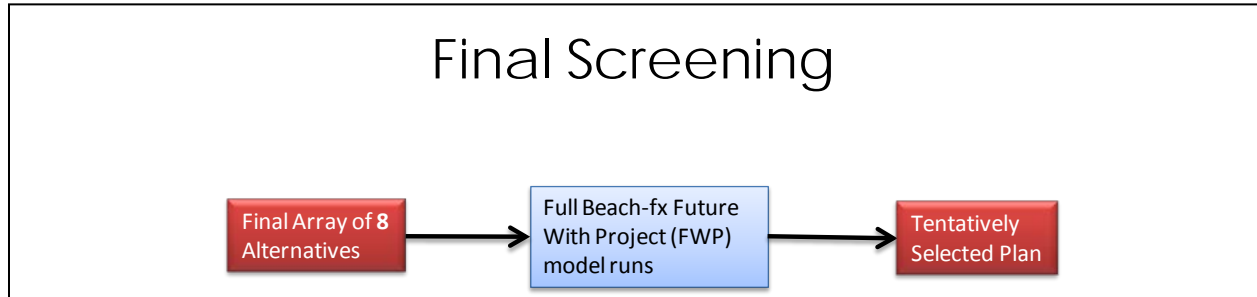 Final Screening
Final Array of 8
Alternatives
Full Beach-fx Future
With Project (FWP)
model runs
Tentatively
Selected Plan